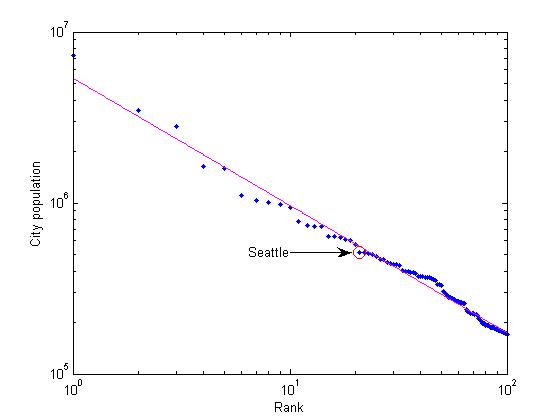 10⁷
10⁶
10⁵
City population
Seattle
10⁰ 10¹ 10²
Rank